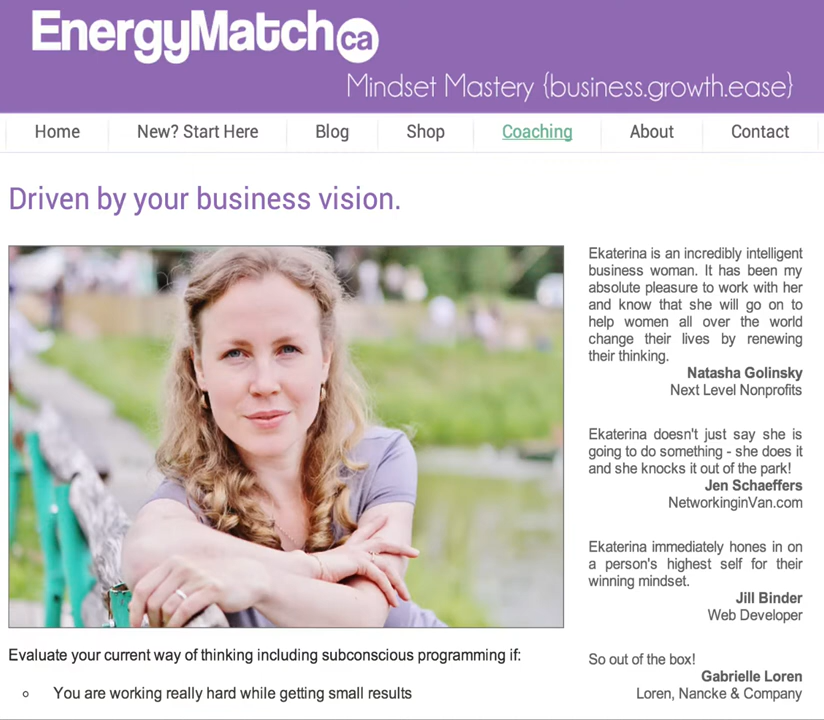 EnergyMatch.ca
Mindset Mastery {business.growth.ease}
Home New? Start Here Blog Shop Coaching About Contact
Driven by your business vision.
Ekaterina is an incredibly intelligent
business woman. It has been my
absolute pleasure to work with her
and know that she will go on to
help women all over the world
change their lives by renewing
their thinking.
Natasha Golinsky
Next Level Nonprofits
Ekaterina doesn't just say she is
going to do something - she does it
and she knocks it out of the park!
Jen Schaeffers
NetworkinginVan.com
Ekaterina immediately hones in on
a person's highest self for their
winning mindset.
Jill Binder
Web Developer
So out of the box!
Gabrielle Loren
Loren, Nancke & Company
Evaluate your current way of thinking including subconscious programming if:
You are working really hard while getting small results